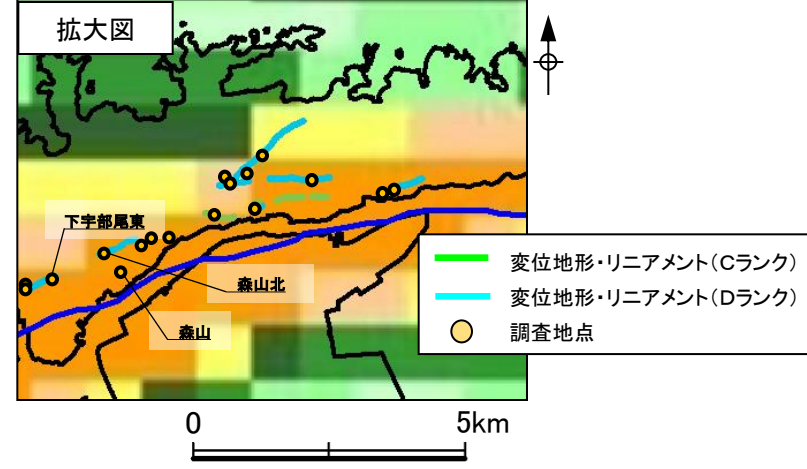 拡大図
下宇部尾東
森山北
森山
変位地形・リニアメント(Cランク)
変位地形・リニアメント(Dランク)
調査地点
0 5km